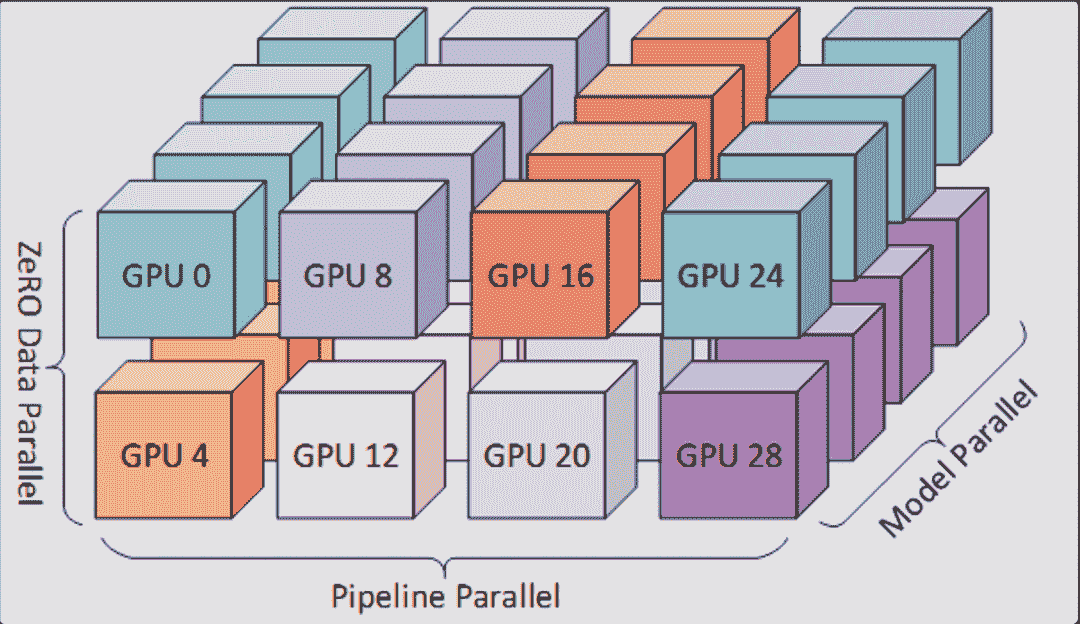 ZeRO Data Parallel
GPU 0
GPU 8
GPU 16
GPU 24
GPU 4
GPU 12
GPU 20
GPU 28
Model Parallel
Pipeline Parallel